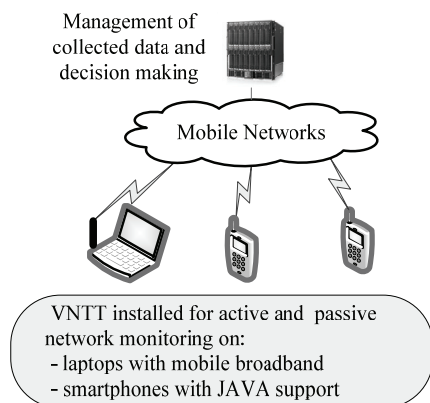 Management of
collected data and
decision making
Mobile Networks
VNTT installed for active and passive
network monitoring on:
- laptops with mobile broadband
- smartphones with JAVA support